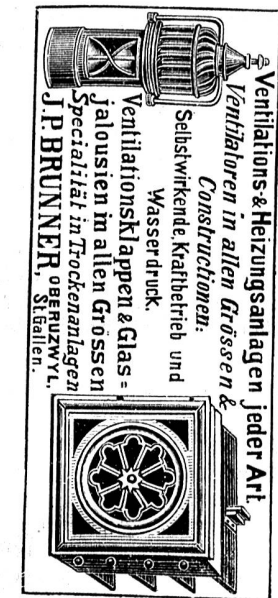 Ventilations-& Heizungsanlagen jeder Art.
Ventilatoren in allen Grössen &
Constructionen:
Selbstwirkende, Kraftbetrieb und
Wasserdruck.
Ventilationsklappen & Glas=
jalousien in allen Grössen
Specialität in Trockenanlagen
J.P. BRUNNER, OBERUZWYL,
St. Gallen.